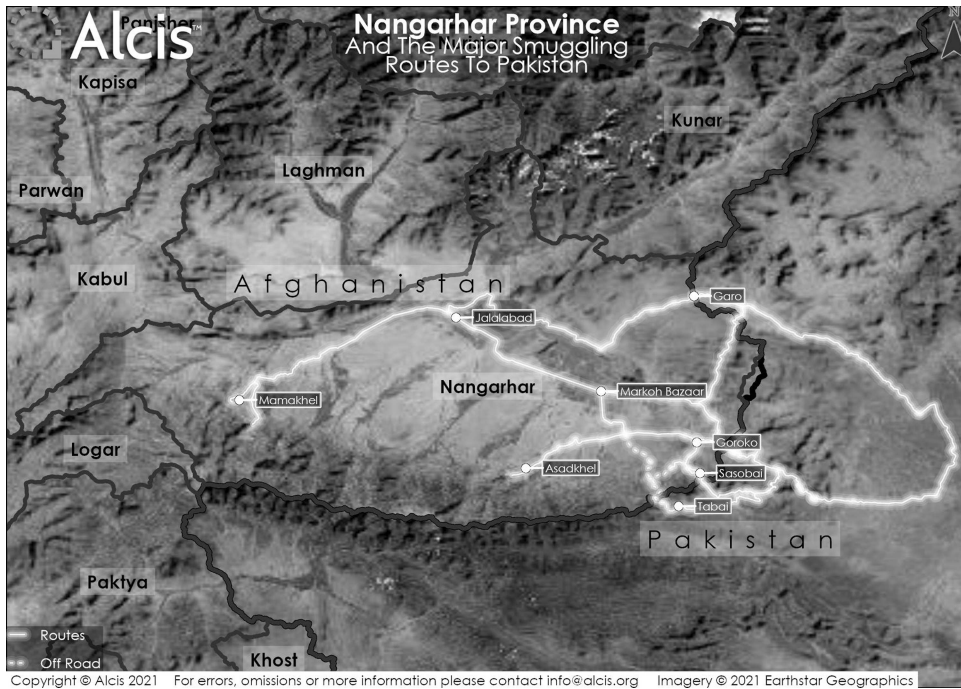 Panjsher
Alcis™
Nangarhar Province
And The Major Smuggling
Routes To Pakistan
N
Kapisa
Kunar
Laghman
Parwan
Kabul
Afghanistan
Garo
Jalalabad
Nangarhar
Markoh Bazaar
Mamakhel
Logar
Goroko
Asadkhel
Sasobai
Tabai
Pakistan
Paktya
Routes
Khost
Off Road
Copyright © Alcis 2021 For errors, omissions or more information please contact info@alcis.org Imagery © 2021 Earthstar Geographics